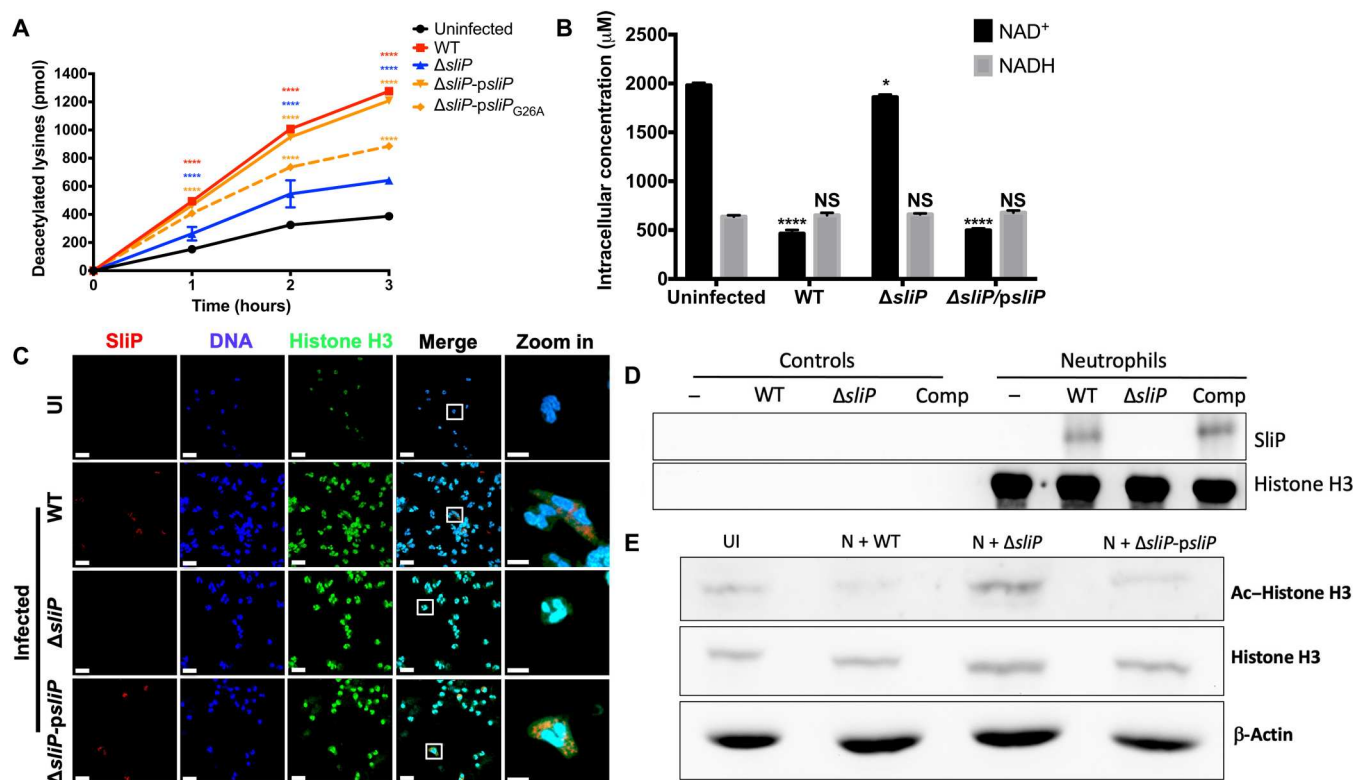 A
Uninfected
WT
ΔsliP
ΔsliP-psliP
ΔsliP-psliPG26A
Deacetylated lysines (pmol)
1400
1200
1000
800
600
400
200
0
****
****
****
****
****
****
****
****
****
****
****
0 1 2 3
Time (hours)
B
NAD+
NADH
Intracellular concentration (μM)
2500
2000
1500
1000
500
0
**** NS * NS **** NS
Uninfected WT ΔsliP ΔsliP/psliP
C
SliP DNA Histone H3 Merge Zoom in
UI
Infected
WT
ΔsliP
ΔsliP-psliP
D
Controls Neutrophils
– WT ΔsliP Comp – WT ΔsliP Comp
SliP
Histone H3
E
UI N + WT N + ΔsliP N + ΔsliP-psliP
Ac–Histone H3
Histone H3
β-Actin